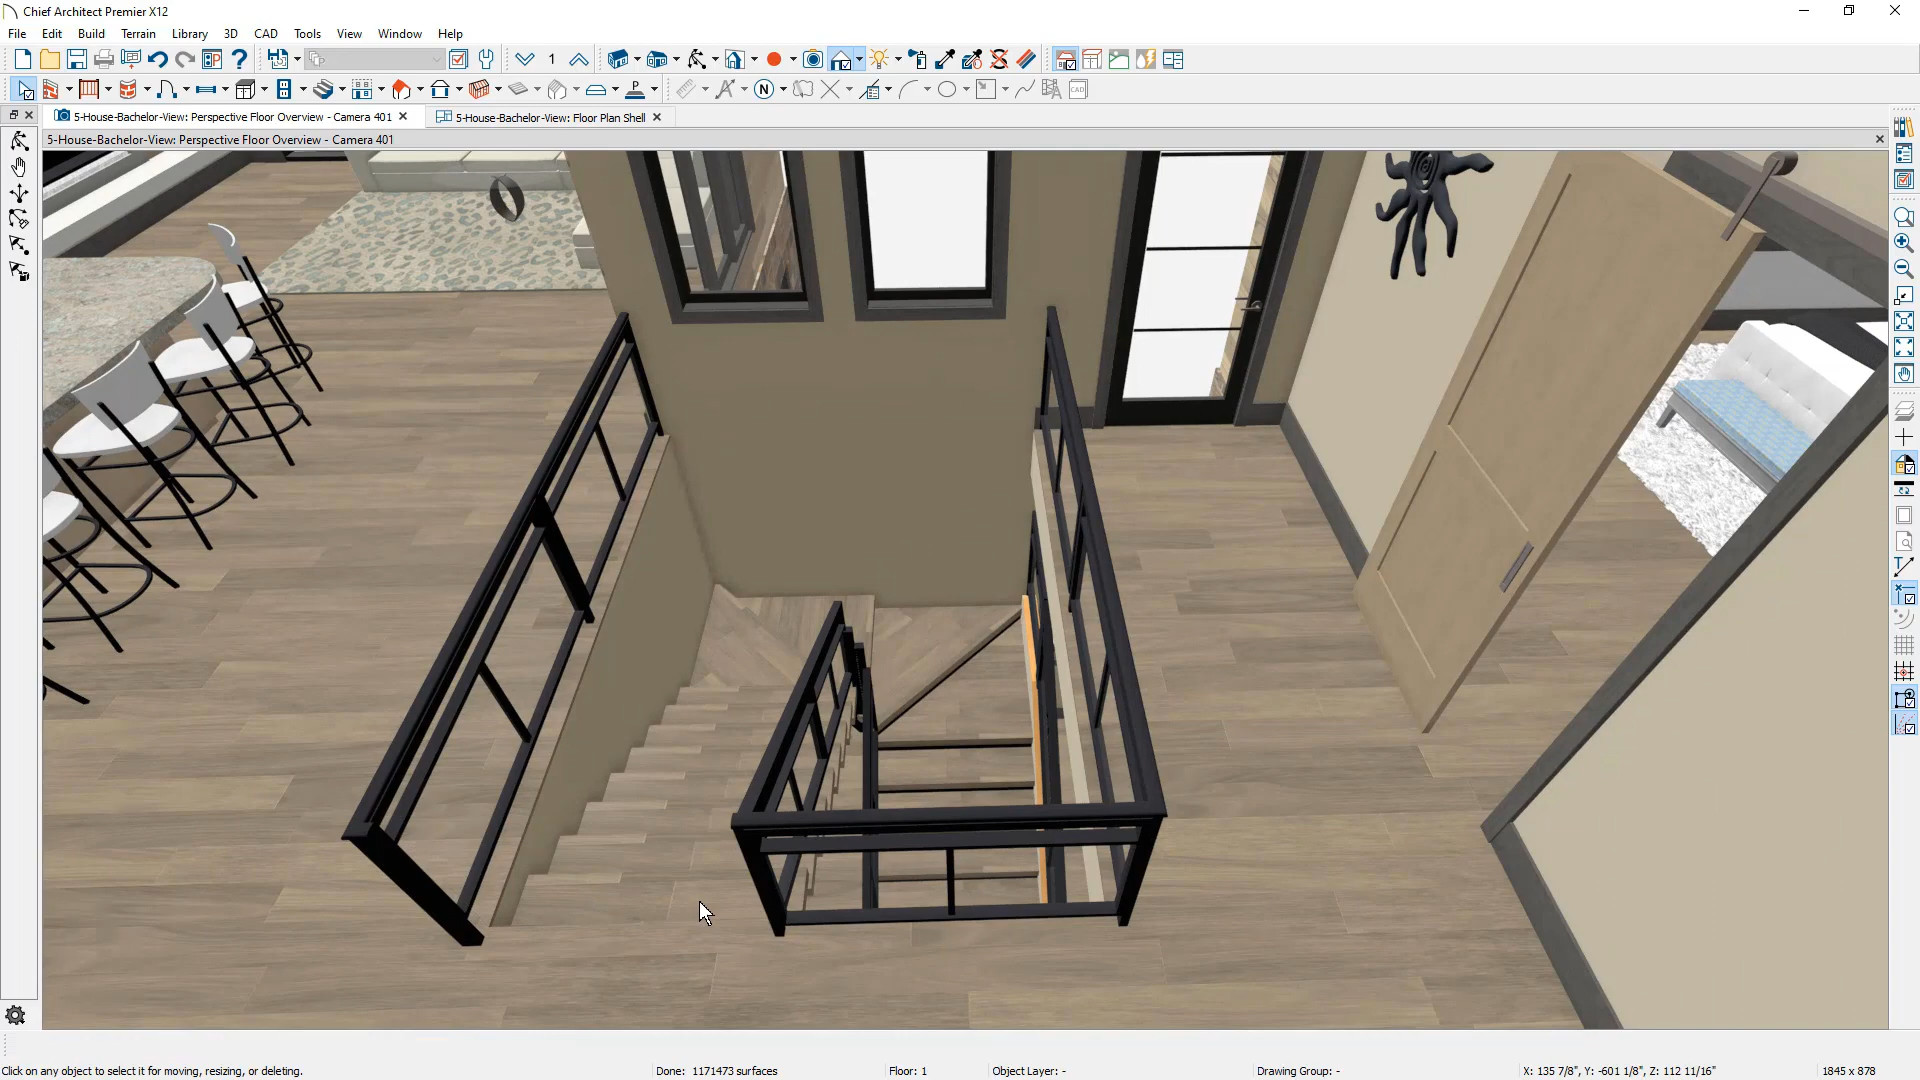 Chief Architect Premier X12
File Edit Build Terrain Library 3D CAD Tools View Window Help
1
N
P
CAD
5-House-Bachelor-View: Perspective Floor Overview - Camera 401
5-House-Bachelor-View: Floor Plan Shell
5-House-Bachelor-View: Perspective Floor Overview - Camera 401
T
Click on any object to select it for moving, resizing, or deleting.
Done: 1171473 surfaces
Floor: 1
Object Layer: -
Drawing Group: -
X: 135 7/8", Y: -601 1/8", Z: 112 11/16"
1845 x 878